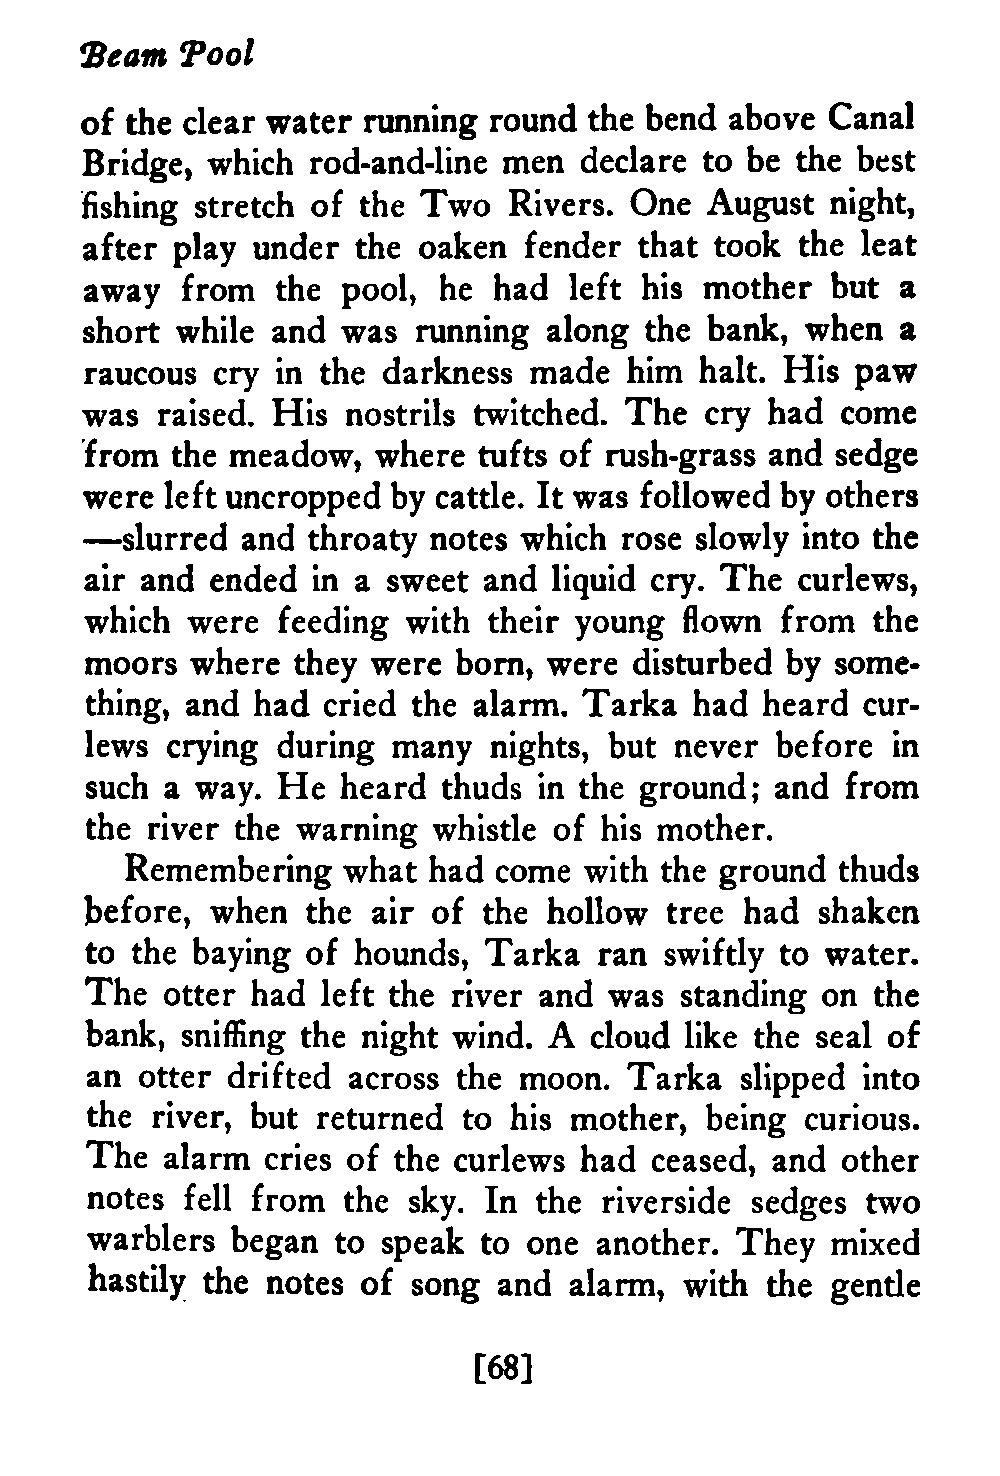 Beam Pool
of the clear water running round the bend above Canal
Bridge, which rod-and-line men declare to be the best
fishing stretch of the Two Rivers. One August night,
after play under the oaken fender that took the leat
away from the pool, he had left his mother but a
short while and was running along the bank, when a
raucous cry in the darkness made him halt. His paw
was raised. His nostrils twitched. The cry had come
from the meadow, where tufts of rush-grass and sedge
were left uncropped by cattle. It was followed by others
—slurred and throaty notes which rose slowly into the
air and ended in a sweet and liquid cry. The curlews,
which were feeding with their young flown from the
moors where they were born, were disturbed by some-
thing, and had cried the alarm. Tarka had heard cur-
lews crying during many nights, but never before in
such a way. He heard thuds in the ground; and from
the river the warning whistle of his mother.
Remembering what had come with the ground thuds
before, when the air of the hollow tree had shaken
to the baying of hounds, Tarka ran swiftly to water.
The otter had left the river and was standing on the
bank, sniffing the night wind. A cloud like the seal of
an otter drifted across the moon. Tarka slipped into
the river, but returned to his mother, being curious.
The alarm cries of the curlews had ceased, and other
notes fell from the sky. In the riverside sedges two
warblers began to speak to one another. They mixed
hastily the notes of song and alarm, with the gentle
[68]